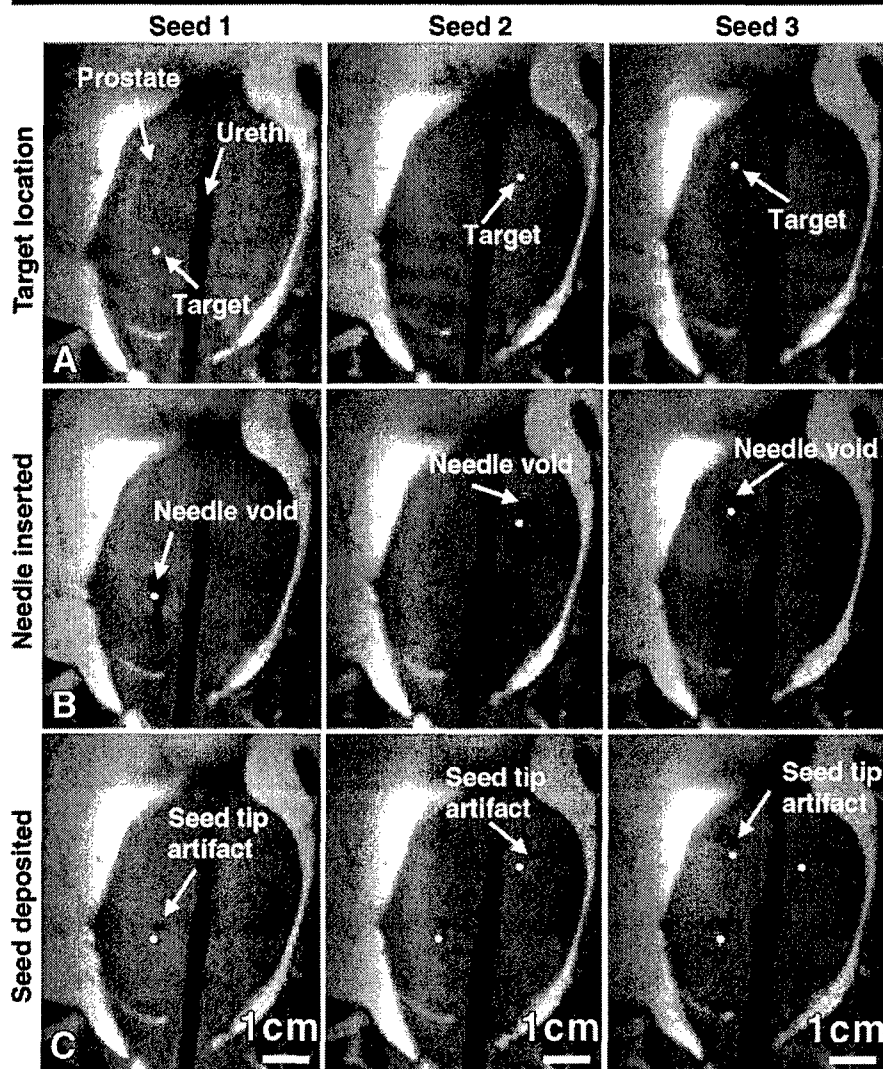 Seed 1
Seed 2
Seed 3
Target location
Prostate
Urethra
Target
Target
Target
A
Needle inserted
Needle void
Needle void
Needle void
B
Seed deposited
Seed tip
artifact
Seed tip
artifact
Seed tip
artifact
C
1cm
1cm
1cm